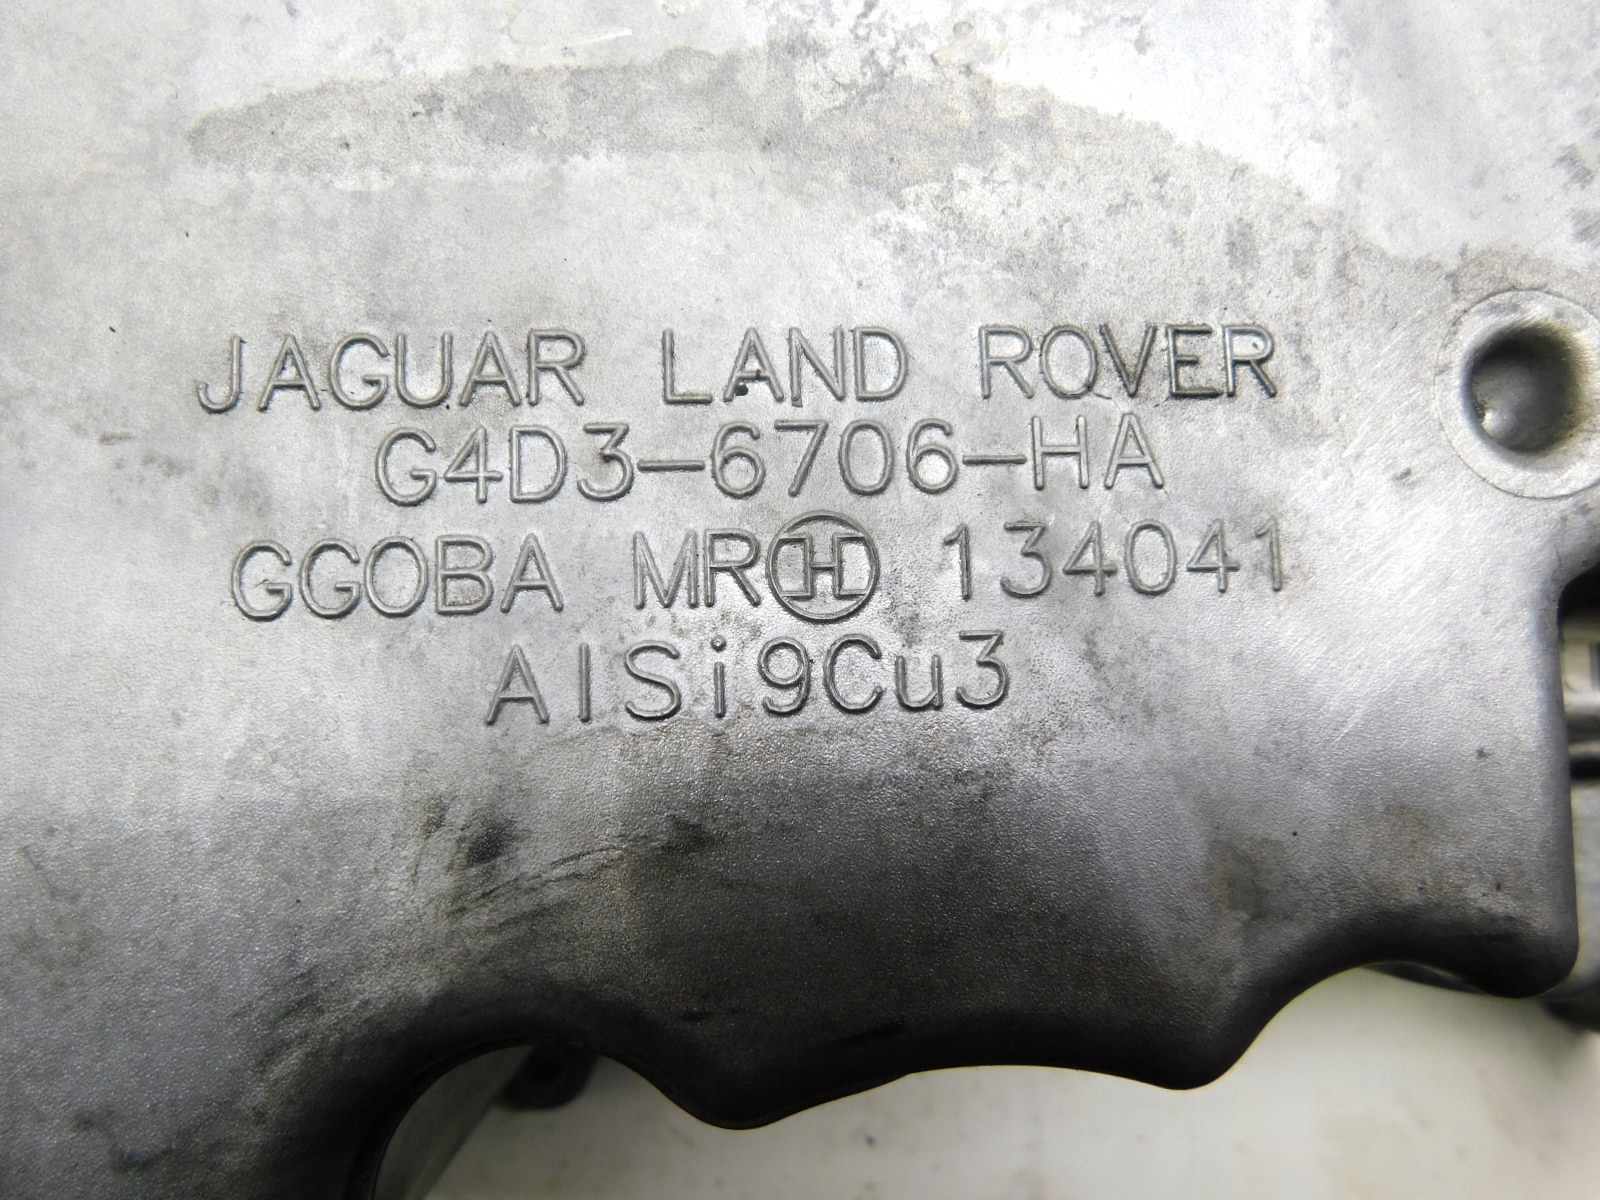 JAGUAR LAND ROVER
G4D3-6706-HA
GGOBA MR H 134041
AlSi9Cu3